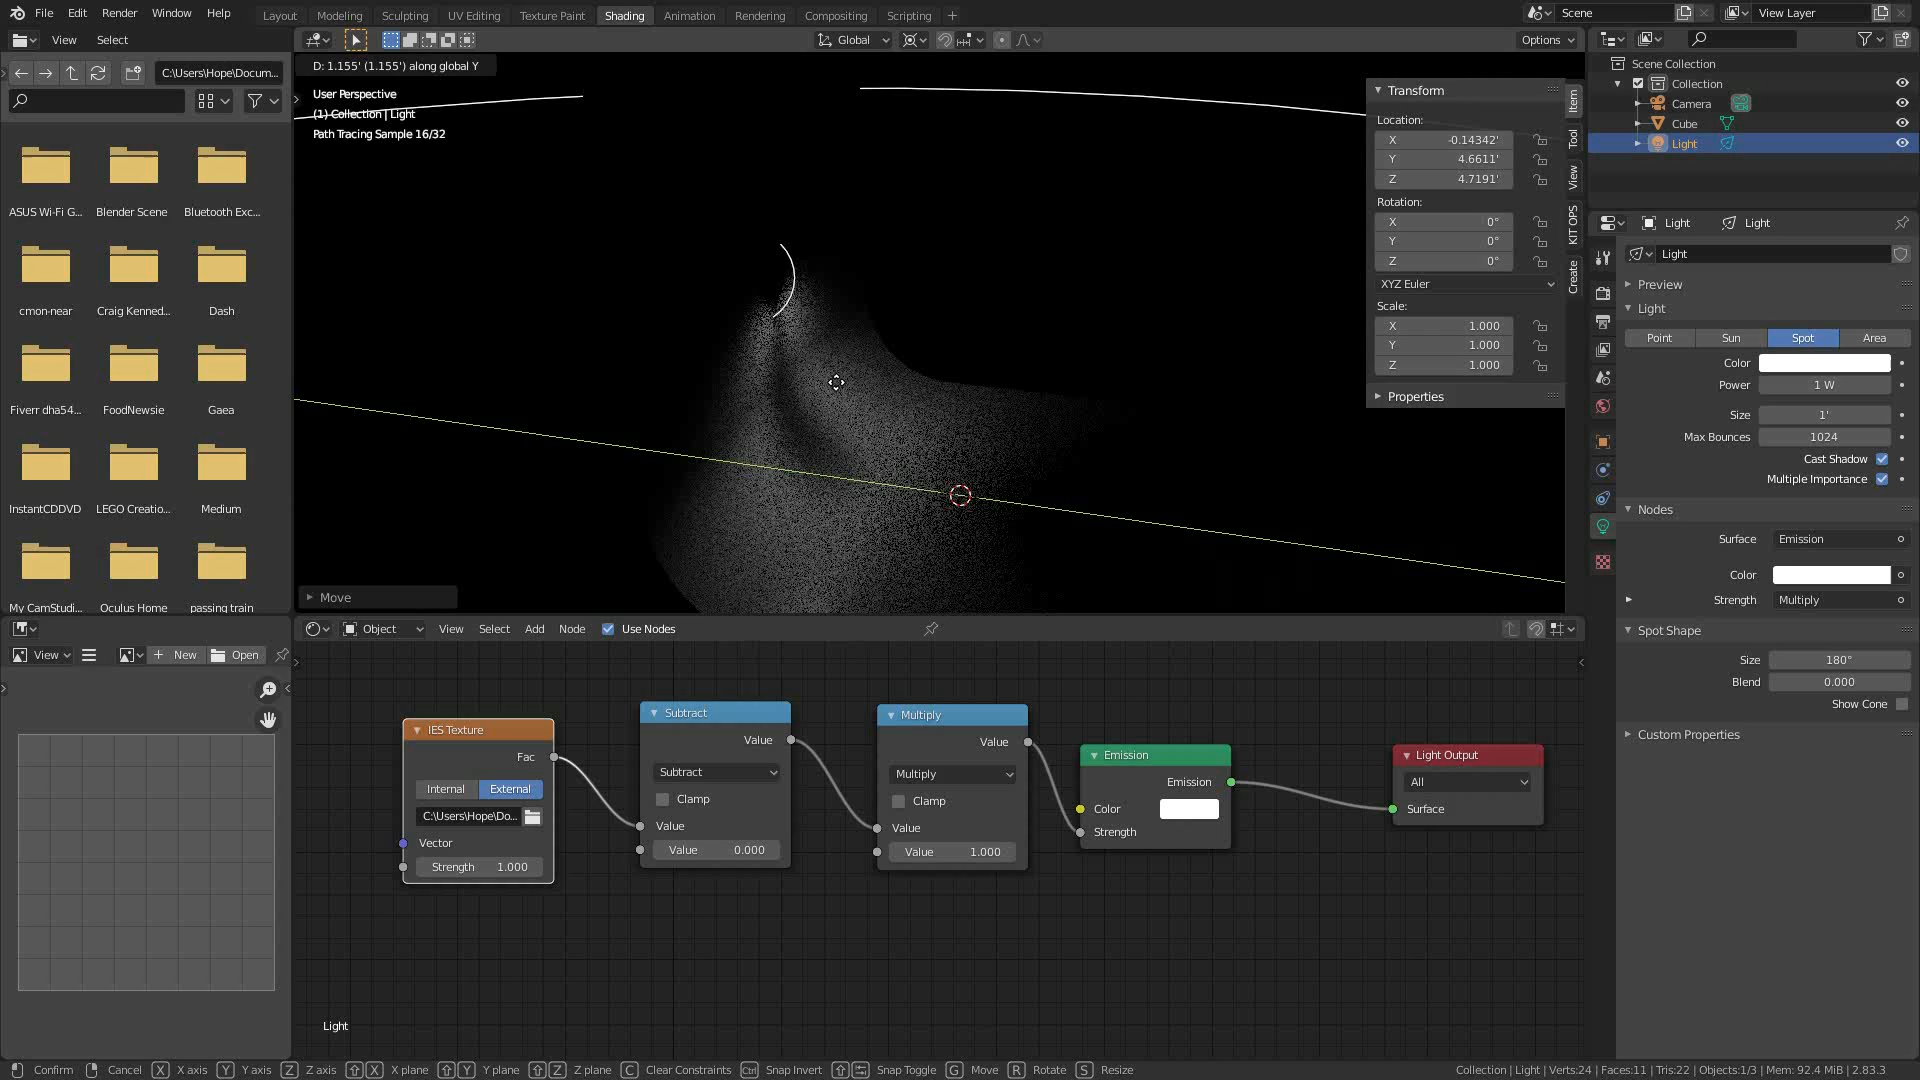 File Edit Render Window Help
Layout Modeling Sculpting UV Editing Texture Paint Shading Animation Rendering Compositing Scripting
Scene
View Layer
View Select
Global
Options
C:\Users\Hope\Docum...
D: 1.155' (1.155') along global Y
User Perspective
(1) Collection | Light
Path Tracing Sample 16/32
ASUS Wi-Fi G... Blender Scene Bluetooth Exc...
cmon-near Craig Kenned... Dash
Fiverr dha54... FoodNewsie Gaea
InstantCDDVD LEGO Creatio... Medium
My CamStudi... Oculus Home passing train
Move
Transform
Location:
X -0.14342'
Y 4.6611'
Z 4.7191'
Rotation:
X 0°
Y 0°
Z 0°
XYZ Euler
Scale:
X 1.000
Y 1.000
Z 1.000
Properties
Item
Tool
View
KIT OPS
Create
Scene Collection
Collection
Camera
Cube
Light
Light Light
Light
Preview
Light
Point Sun Spot Area
Color
Power 1 W
Size 1'
Max Bounces 1024
Cast Shadow
Multiple Importance
Nodes
Surface Emission
Color
Strength Multiply
Spot Shape
Size 180°
Blend 0.000
Show Cone
Custom Properties
View New Open
Object View Select Add Node Use Nodes
IES Texture
Fac
Internal External
C:\Users\Hope\Do...
Vector
Strength 1.000
Subtract
Value
Subtract
Clamp
Value
Value 0.000
Multiply
Value
Multiply
Clamp
Value
Value 1.000
Emission
Emission
Color
Strength
Light Output
All
Surface
Light
Confirm Cancel X X axis Y Y axis Z Z axis X X plane Y Y plane Z Z plane C Clear Constraints Ctrl Snap Invert Snap Toggle G Move R Rotate S Resize
Collection | Light | Verts:24 | Faces:11 | Tris:22 | Objects:1/3 | Mem: 92.4 MiB | 2.83.3